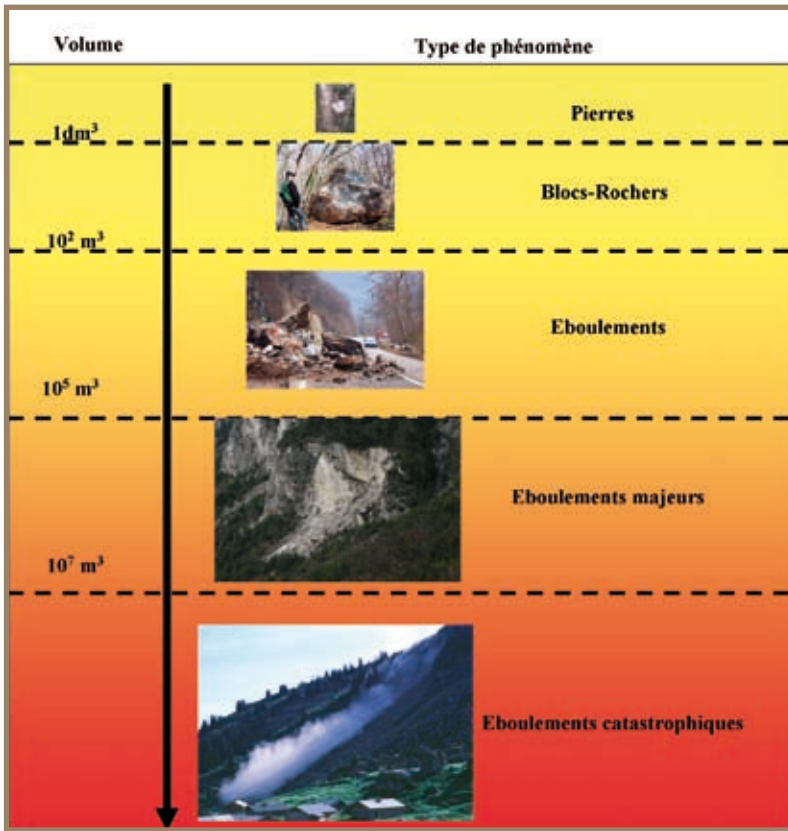 Volume
Type de phénomène
Pierres
1dm³
Blocs-Rochers
10² m³
Eboulements
10⁵ m³
Eboulements majeurs
10⁷ m³
Eboulements catastrophiques